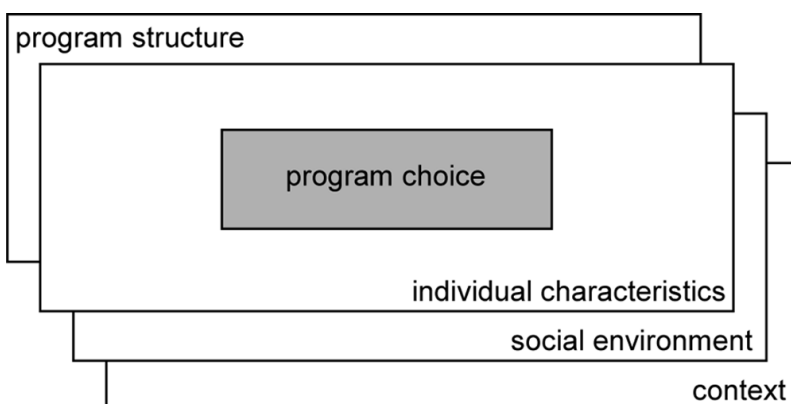 program structure
program choice
individual characteristics
social environment
context